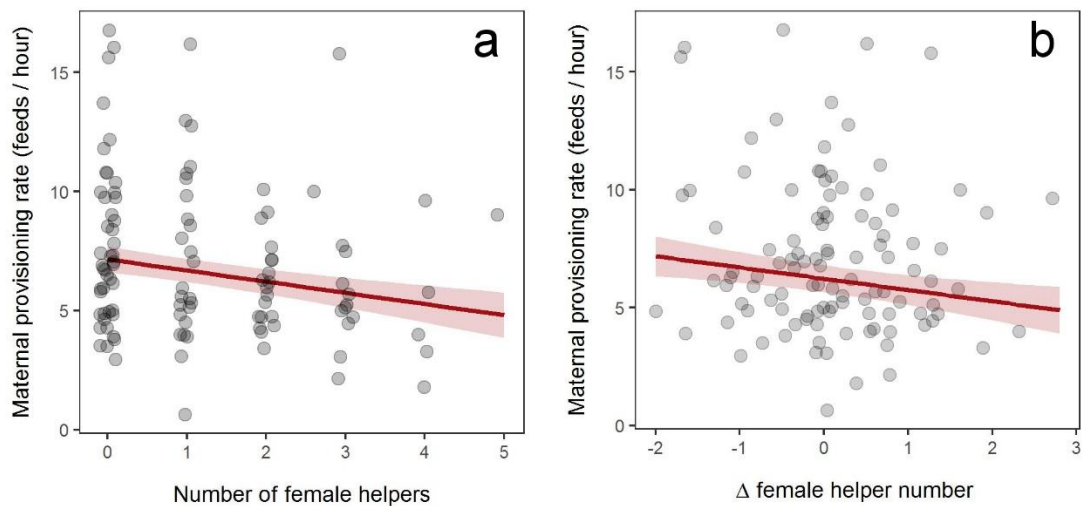 a
Maternal provisioning rate (feeds / hour)
15
10
5
0
0 1 2 3 4 5
Number of female helpers
b
Maternal provisioning rate (feeds / hour)
15
10
5
0
-2 -1 0 1 2 3
Δ female helper number